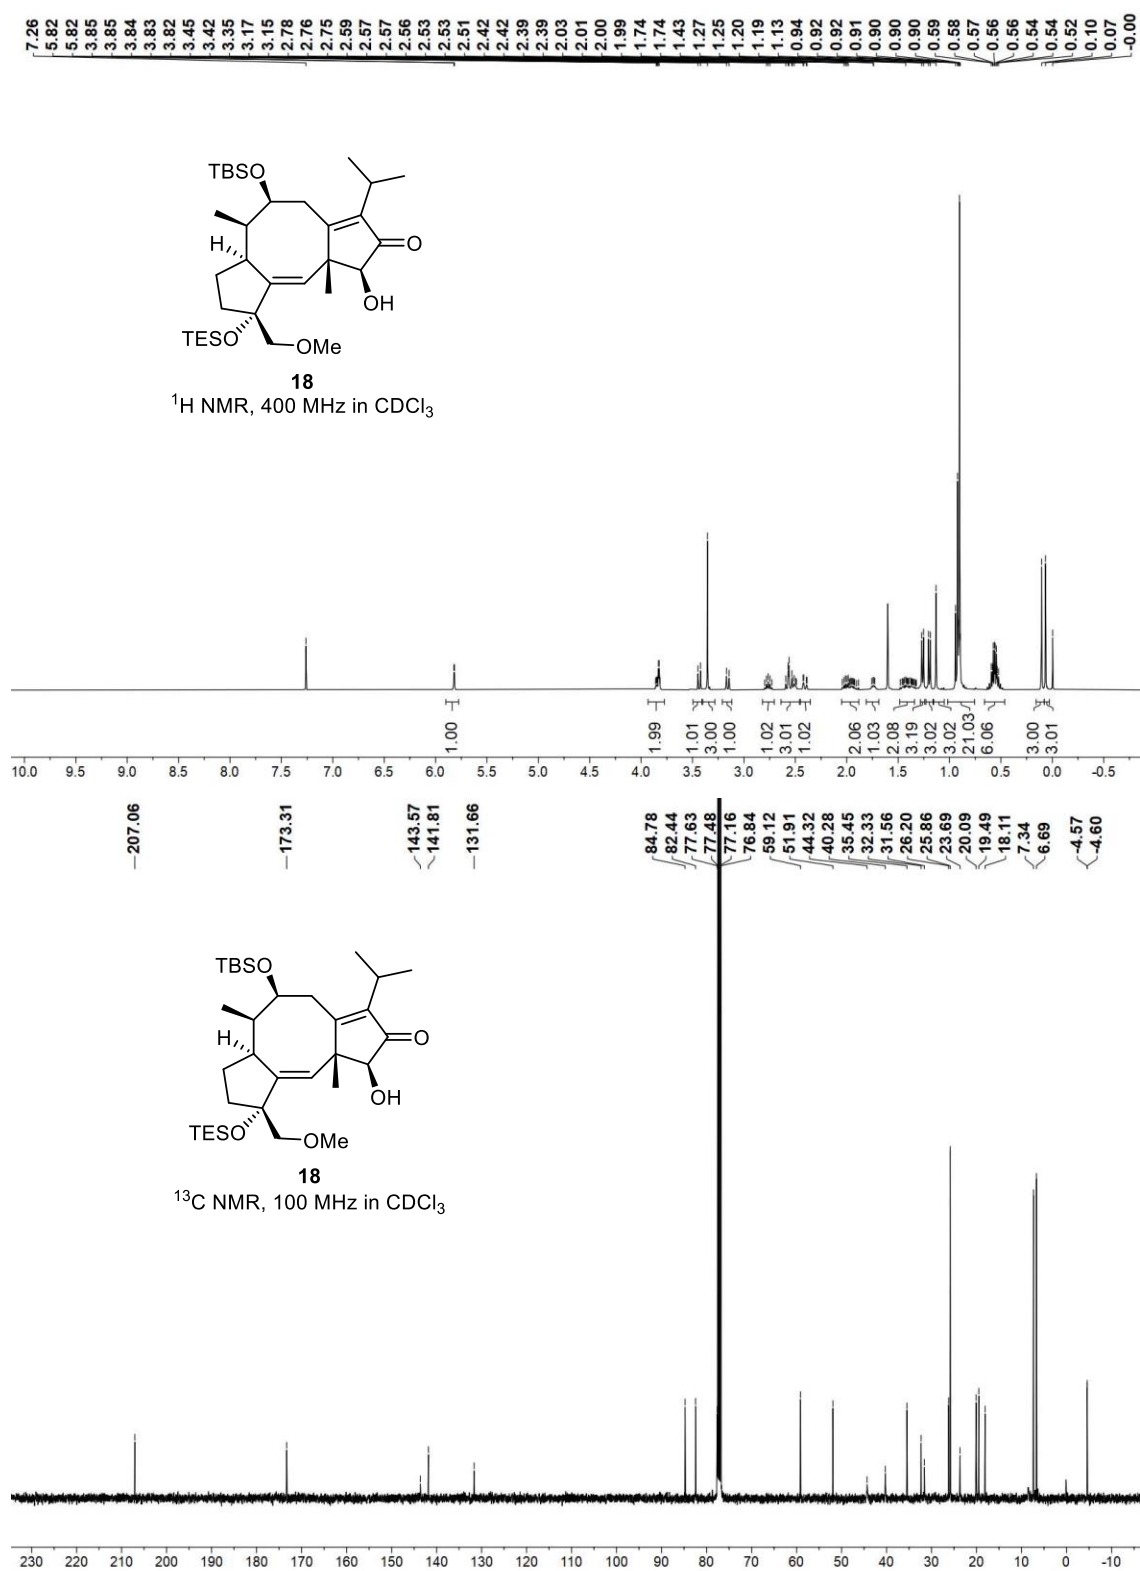 7.26 5.82 5.82 3.85 3.85 3.84 3.83 3.82 3.45 3.42 3.35 3.17 3.15 2.78 2.76 2.75 2.59 2.57 2.57 2.56 2.53 2.53 2.51 2.42 2.42 2.39 2.39 2.03 2.01 2.00 1.99 1.74 1.74 1.43 1.27 1.25 1.20 1.19 1.13 0.94 0.92 0.92 0.91 0.90 0.90 0.90 0.59 0.58 0.57 0.56 0.56 0.54 0.54 0.52 0.10 0.07 -0.00
TBSO
O
H
OH
TESO
OMe
18
¹H NMR, 400 MHz in CDCl₃
1.00 1.99 1.01 3.00 1.00 1.02 3.01 1.02 2.06 1.03 2.08 3.19 3.02 3.02 21.03 6.06 3.00 3.01
10.0 9.5 9.0 8.5 8.0 7.5 7.0 6.5 6.0 5.5 5.0 4.5 4.0 3.5 3.0 2.5 2.0 1.5 1.0 0.5 0.0 -0.5
207.06 173.31 143.57 141.81 131.66 84.78 82.44 77.63 77.48 77.16 76.84 59.12 51.91 44.32 40.28 35.45 32.33 31.56 26.20 25.86 23.69 20.09 19.49 18.11 7.34 6.69 -4.57 -4.60
TBSO
O
H
OH
TESO
OMe
18
¹³C NMR, 100 MHz in CDCl₃
230 220 210 200 190 180 170 160 150 140 130 120 110 100 90 80 70 60 50 40 30 20 10 0 -10